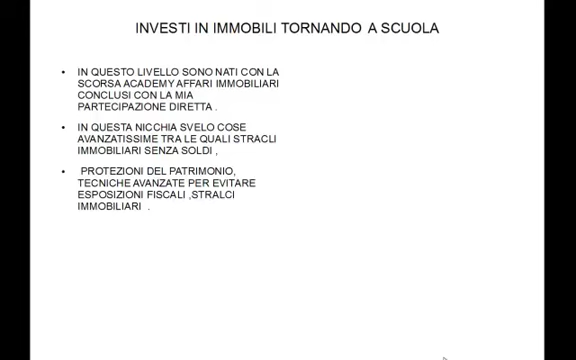 INVESTI IN IMMOBILI TORNANDO A SCUOLA
• IN QUESTO LIVELLO SONO NATI CON LA
SCORSA ACADEMY AFFARI IMMOBILIARI
CONCLUSI CON LA MIA
PARTECIPAZIONE DIRETTA .
• IN QUESTA NICCHIA SVELO COSE
AVANZATISSIME TRA LE QUALI STRACLI
IMMOBILIARI SENZA SOLDI ,
• PROTEZIONI DEL PATRIMONIO,
TECNICHE AVANZATE PER EVITARE
ESPOSIZIONI FISCALI ,STRALCI
IMMOBILIARI .